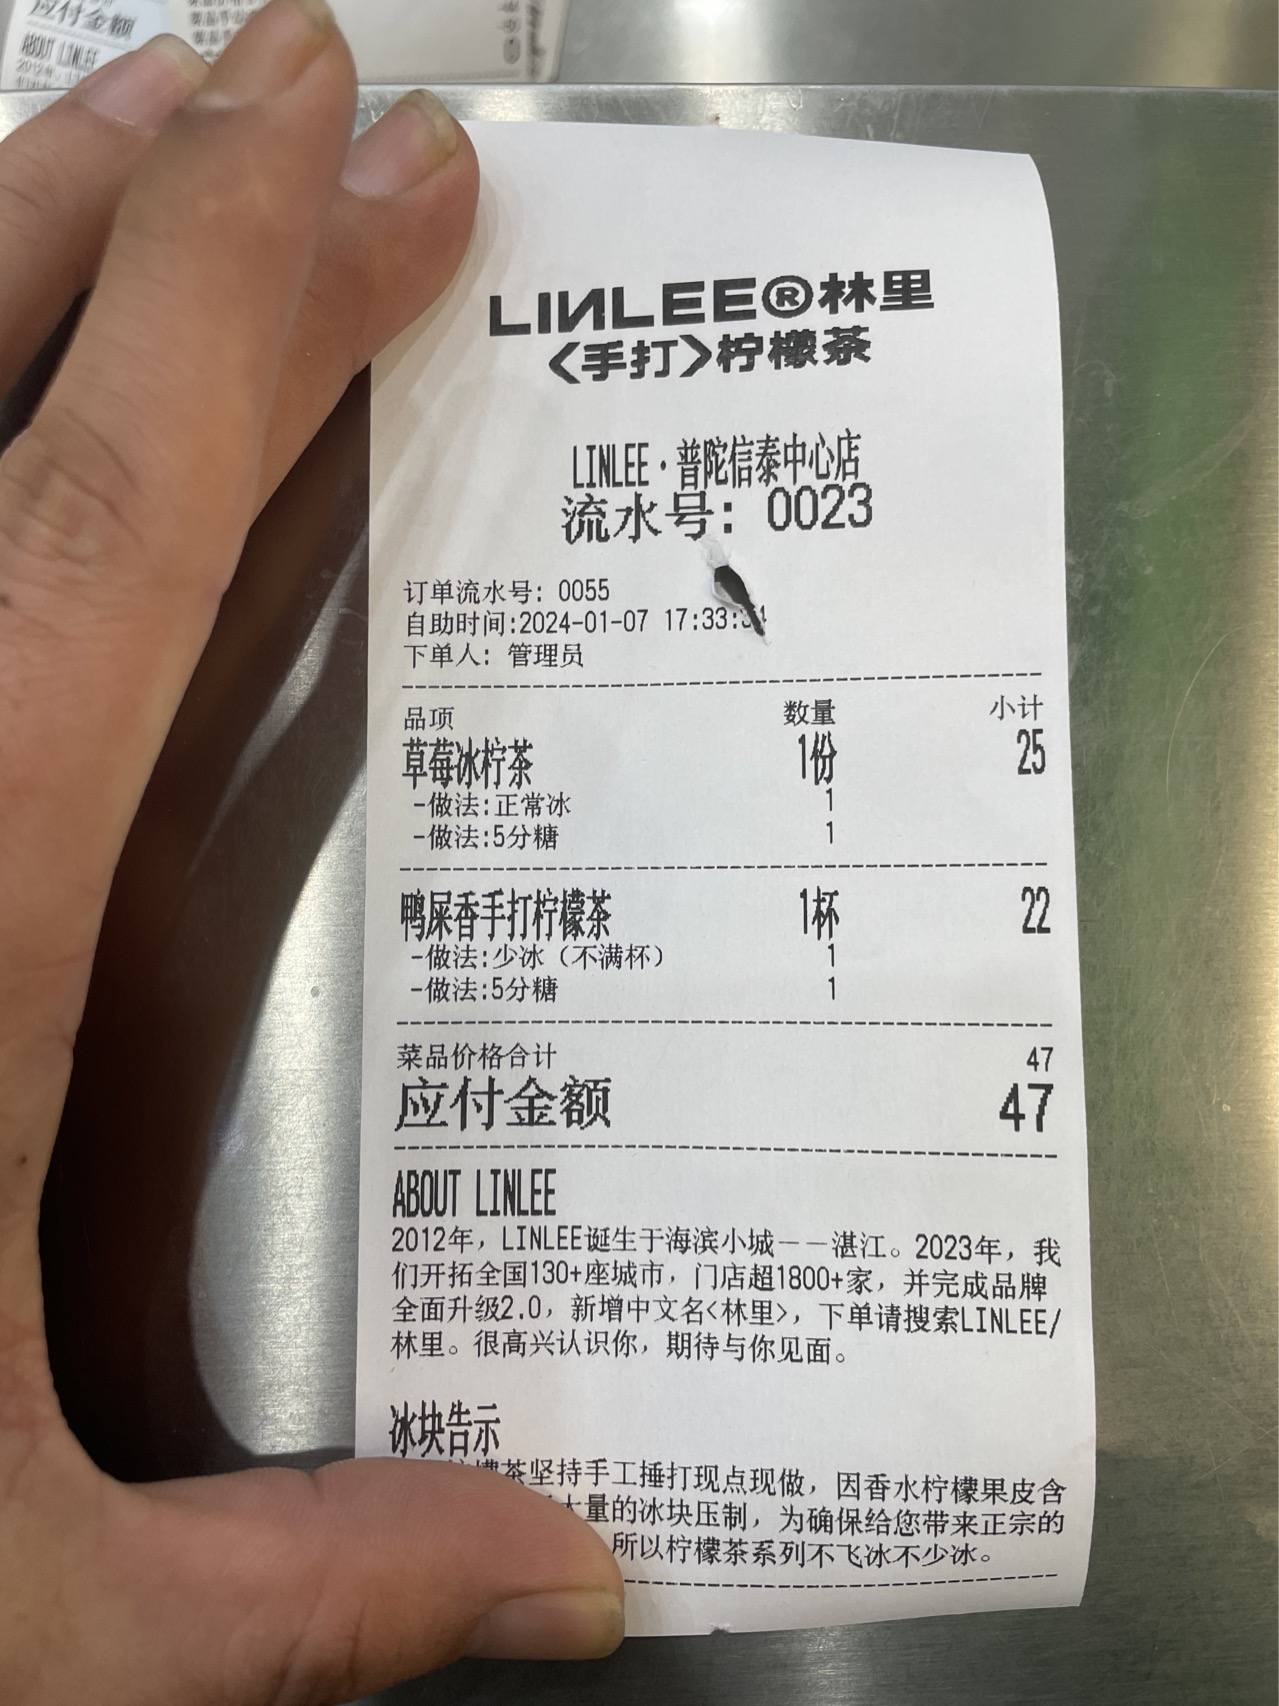 应付金额
ABOUT LINLEE
2012年
LINLEE®林里
<手打>柠檬茶
LINLEE·普陀信泰中心店
流水号: 0023
订单流水号: 0055
自助时间:2024-01-07 17:33:
下单人: 管理员
品项 数量 小计
草莓冰柠茶 1份 25
-做法:正常冰 1
-做法:5分糖 1
鸭屎香手打柠檬茶 1杯 22
-做法:少冰（不满杯） 1
-做法:5分糖 1
菜品价格合计 47
应付金额 47
ABOUT LINLEE
2012年，LINLEE诞生于海滨小城——湛江。2023年，我
们开拓全国130+座城市，门店超1800+家，并完成品牌
全面升级2.0，新增中文名<林里>，下单请搜索LINLEE/
林里。很高兴认识你，期待与你见面。
冰块告示
茶坚持手工捶打现点现做，因香水柠檬果皮含
大量的冰块压制，为确保给您带来正宗的
所以柠檬茶系列不飞冰不少冰。